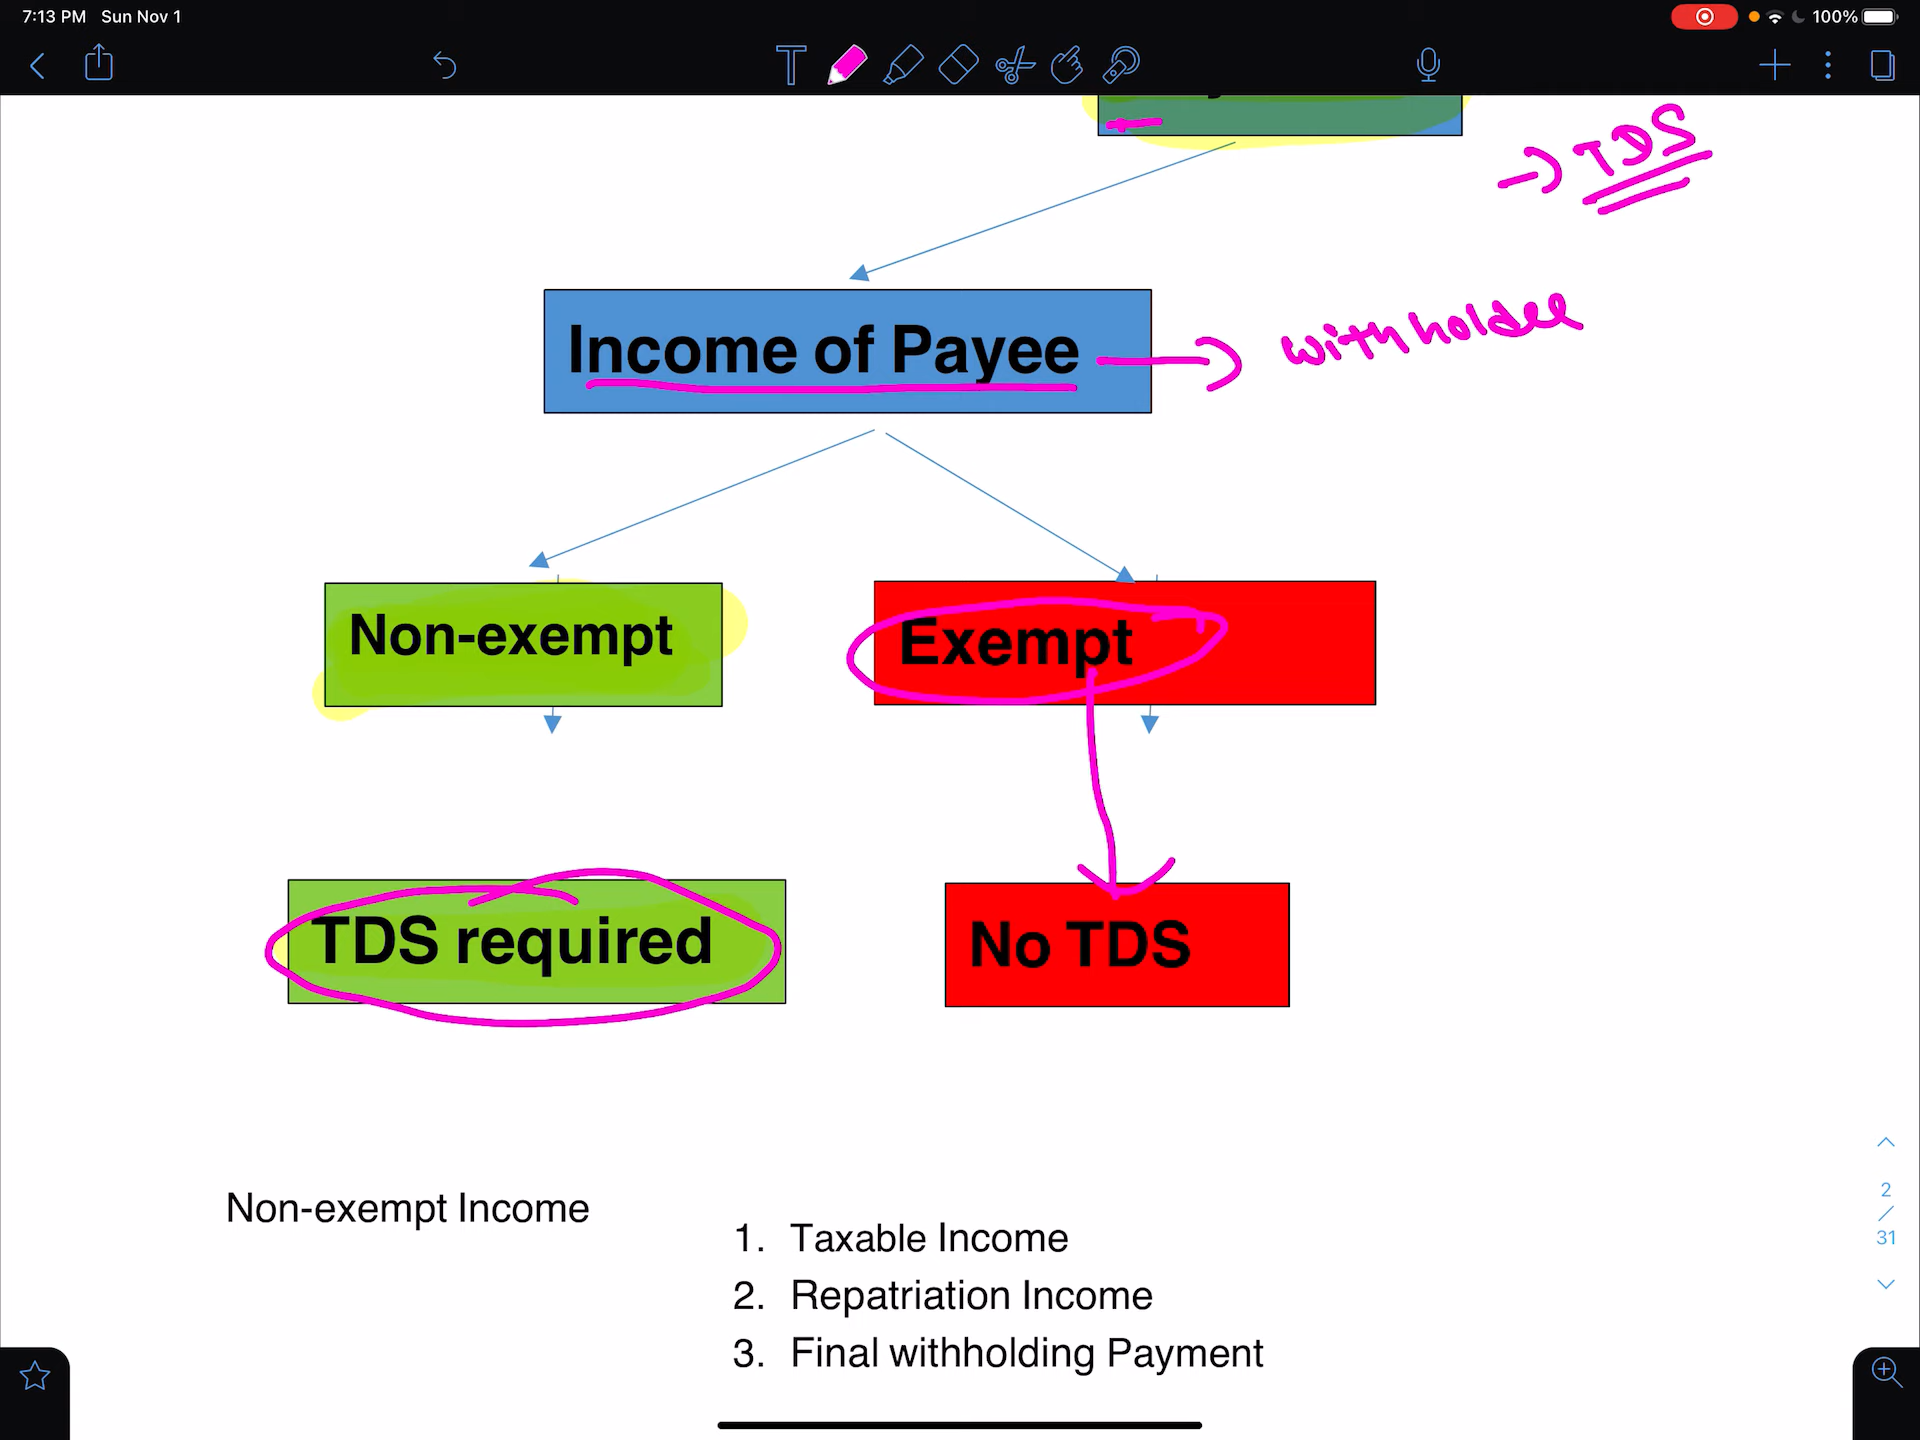 7:13 PM Sun Nov 1
100%
TDS
Income of Payee
withholdee
Non-exempt
Exempt
TDS required
No TDS
Non-exempt Income
1. Taxable Income
2. Repatriation Income
3. Final withholding Payment
2
/
31